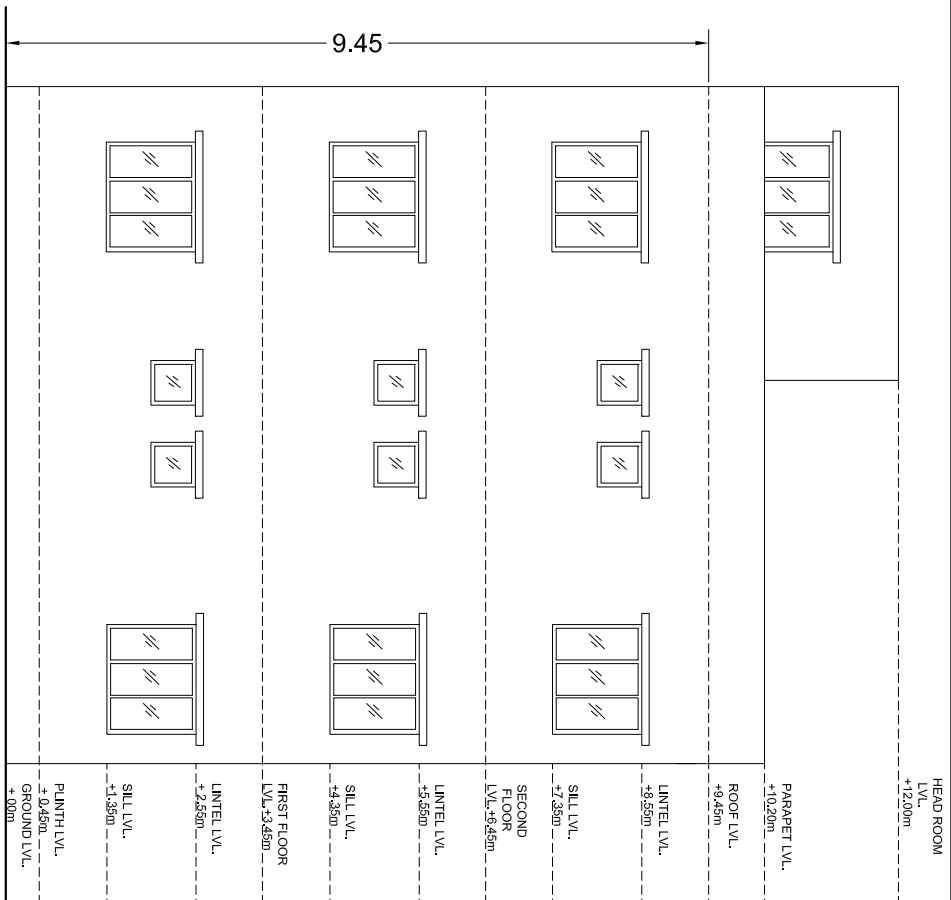 9.45
HEAD ROOM
LVL.
+12.00m
PARAPET LVL.
+10.20m
ROOF LVL.
+9.45m
LINTEL LVL.
+8.55m
SILL LVL.
+7.35m
SECOND
FLOOR
LVL.+6.45m
LINTEL LVL.
+5.55m
SILL LVL.
+4.35m
FIRST FLOOR
LVL.+3.45m
LINTEL LVL.
+ 2.55m
SILL LVL.
+1.35m
PLINTH LVL.
+ 0.45m
GROUND LVL.
+ 00m